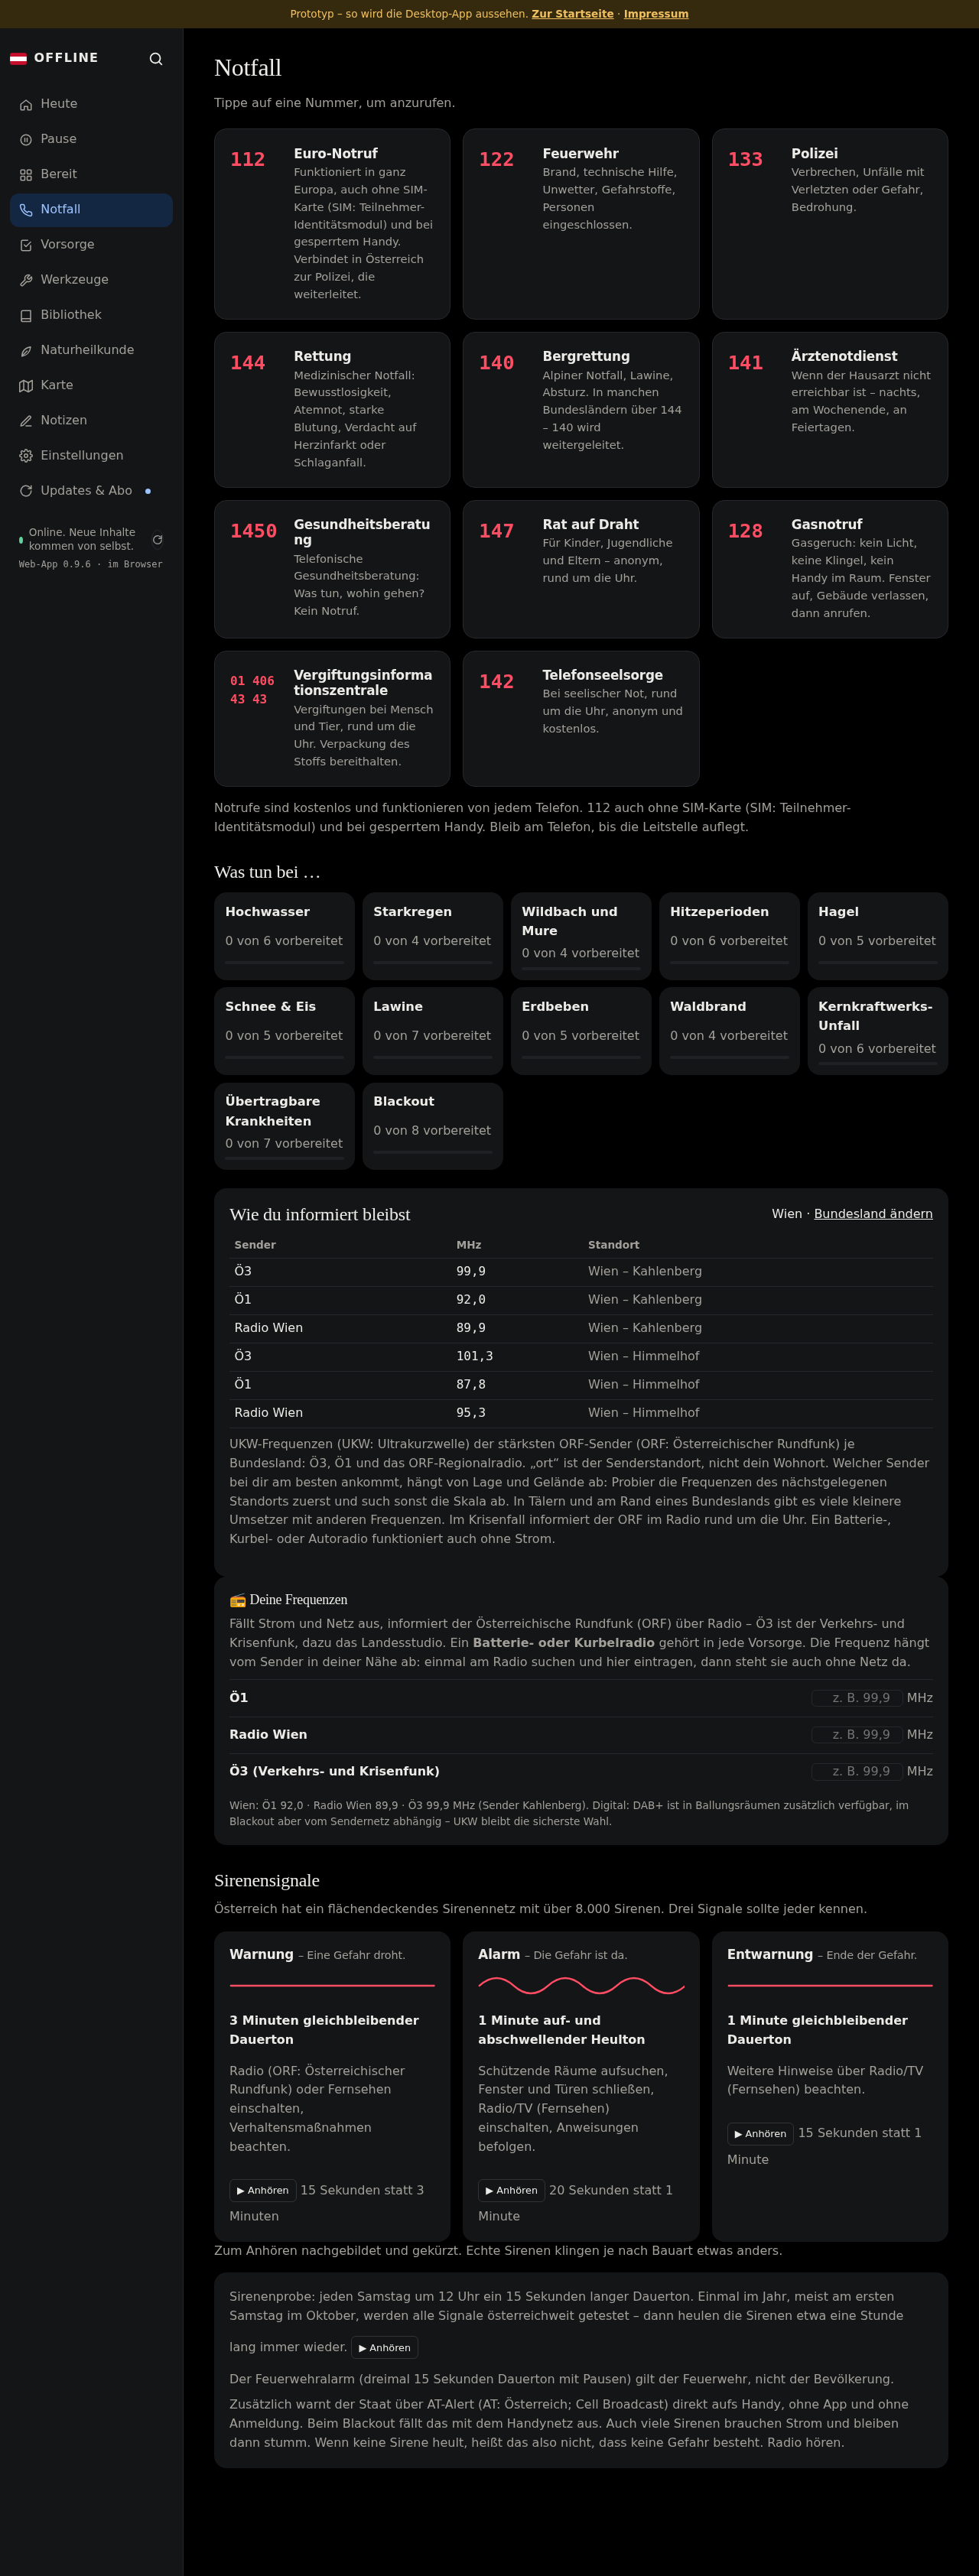 Prototyp – so wird die Desktop-App aussehen. Zur Startseite · Impressum
OFFLINE
Heute
Pause
Bereit
Notfall
Vorsorge
Werkzeuge
Bibliothek
Naturheilkunde
Karte
Notizen
Einstellungen
Updates & Abo
Online. Neue Inhalte
kommen von selbst.
Web-App 0.9.6 · im Browser
Notfall
Tippe auf eine Nummer, um anzurufen.
112
Euro-Notruf
Funktioniert in ganz
Europa, auch ohne SIM-
Karte (SIM: Teilnehmer-
Identitätsmodul) und bei
gesperrtem Handy.
Verbindet in Österreich
zur Polizei, die
weiterleitet.
122
Feuerwehr
Brand, technische Hilfe,
Unwetter, Gefahrstoffe,
Personen
eingeschlossen.
133
Polizei
Verbrechen, Unfälle mit
Verletzten oder Gefahr,
Bedrohung.
144
Rettung
Medizinischer Notfall:
Bewusstlosigkeit,
Atemnot, starke
Blutung, Verdacht auf
Herzinfarkt oder
Schlaganfall.
140
Bergrettung
Alpiner Notfall, Lawine,
Absturz. In manchen
Bundesländern über 144
– 140 wird
weitergeleitet.
141
Ärztenotdienst
Wenn der Hausarzt nicht
erreichbar ist – nachts,
am Wochenende, an
Feiertagen.
1450
Gesundheitsberatu
ng
Telefonische
Gesundheitsberatung:
Was tun, wohin gehen?
Kein Notruf.
147
Rat auf Draht
Für Kinder, Jugendliche
und Eltern – anonym,
rund um die Uhr.
128
Gasnotruf
Gasgeruch: kein Licht,
keine Klingel, kein
Handy im Raum. Fenster
auf, Gebäude verlassen,
dann anrufen.
01 406
43 43
Vergiftungsinforma
tionszentrale
Vergiftungen bei Mensch
und Tier, rund um die
Uhr. Verpackung des
Stoffs bereithalten.
142
Telefonseelsorge
Bei seelischer Not, rund
um die Uhr, anonym und
kostenlos.
Notrufe sind kostenlos und funktionieren von jedem Telefon. 112 auch ohne SIM-Karte (SIM: Teilnehmer-
Identitätsmodul) und bei gesperrtem Handy. Bleib am Telefon, bis die Leitstelle auflegt.
Was tun bei …
Hochwasser
0 von 6 vorbereitet
Starkregen
0 von 4 vorbereitet
Wildbach und
Mure
0 von 4 vorbereitet
Hitzeperioden
0 von 6 vorbereitet
Hagel
0 von 5 vorbereitet
Schnee & Eis
0 von 5 vorbereitet
Lawine
0 von 7 vorbereitet
Erdbeben
0 von 5 vorbereitet
Waldbrand
0 von 4 vorbereitet
Kernkraftwerks-
Unfall
0 von 6 vorbereitet
Übertragbare
Krankheiten
0 von 7 vorbereitet
Blackout
0 von 8 vorbereitet
Wie du informiert bleibst
Wien · Bundesland ändern
Sender MHz Standort
Ö3 99,9 Wien – Kahlenberg
Ö1 92,0 Wien – Kahlenberg
Radio Wien 89,9 Wien – Kahlenberg
Ö3 101,3 Wien – Himmelhof
Ö1 87,8 Wien – Himmelhof
Radio Wien 95,3 Wien – Himmelhof
UKW-Frequenzen (UKW: Ultrakurzwelle) der stärksten ORF-Sender (ORF: Österreichischer Rundfunk) je
Bundesland: Ö3, Ö1 und das ORF-Regionalradio. „ort“ ist der Senderstandort, nicht dein Wohnort. Welcher Sender
bei dir am besten ankommt, hängt von Lage und Gelände ab: Probier die Frequenzen des nächstgelegenen
Standorts zuerst und such sonst die Skala ab. In Tälern und am Rand eines Bundeslands gibt es viele kleinere
Umsetzer mit anderen Frequenzen. Im Krisenfall informiert der ORF im Radio rund um die Uhr. Ein Batterie-,
Kurbel- oder Autoradio funktioniert auch ohne Strom.
📻 Deine Frequenzen
Fällt Strom und Netz aus, informiert der Österreichische Rundfunk (ORF) über Radio – Ö3 ist der Verkehrs- und
Krisenfunk, dazu das Landesstudio. Ein Batterie- oder Kurbelradio gehört in jede Vorsorge. Die Frequenz hängt
vom Sender in deiner Nähe ab: einmal am Radio suchen und hier eintragen, dann steht sie auch ohne Netz da.
Ö1 z. B. 99,9 MHz
Radio Wien z. B. 99,9 MHz
Ö3 (Verkehrs- und Krisenfunk) z. B. 99,9 MHz
Wien: Ö1 92,0 · Radio Wien 89,9 · Ö3 99,9 MHz (Sender Kahlenberg). Digital: DAB+ ist in Ballungsräumen zusätzlich verfügbar, im
Blackout aber vom Sendernetz abhängig – UKW bleibt die sicherste Wahl.
Sirenensignale
Österreich hat ein flächendeckendes Sirenennetz mit über 8.000 Sirenen. Drei Signale sollte jeder kennen.
Warnung – Eine Gefahr droht.
3 Minuten gleichbleibender
Dauerton
Radio (ORF: Österreichischer
Rundfunk) oder Fernsehen
einschalten,
Verhaltensmaßnahmen
beachten.
▶ Anhören 15 Sekunden statt 3
Minuten
Alarm – Die Gefahr ist da.
1 Minute auf- und
abschwellender Heulton
Schützende Räume aufsuchen,
Fenster und Türen schließen,
Radio/TV (Fernsehen)
einschalten, Anweisungen
befolgen.
▶ Anhören 20 Sekunden statt 1
Minute
Entwarnung – Ende der Gefahr.
1 Minute gleichbleibender
Dauerton
Weitere Hinweise über Radio/TV
(Fernsehen) beachten.
▶ Anhören 15 Sekunden statt 1
Minute
Zum Anhören nachgebildet und gekürzt. Echte Sirenen klingen je nach Bauart etwas anders.
Sirenenprobe: jeden Samstag um 12 Uhr ein 15 Sekunden langer Dauerton. Einmal im Jahr, meist am ersten
Samstag im Oktober, werden alle Signale österreichweit getestet – dann heulen die Sirenen etwa eine Stunde
lang immer wieder. ▶ Anhören
Der Feuerwehralarm (dreimal 15 Sekunden Dauerton mit Pausen) gilt der Feuerwehr, nicht der Bevölkerung.
Zusätzlich warnt der Staat über AT-Alert (AT: Österreich; Cell Broadcast) direkt aufs Handy, ohne App und ohne
Anmeldung. Beim Blackout fällt das mit dem Handynetz aus. Auch viele Sirenen brauchen Strom und bleiben
dann stumm. Wenn keine Sirene heult, heißt das also nicht, dass keine Gefahr besteht. Radio hören.